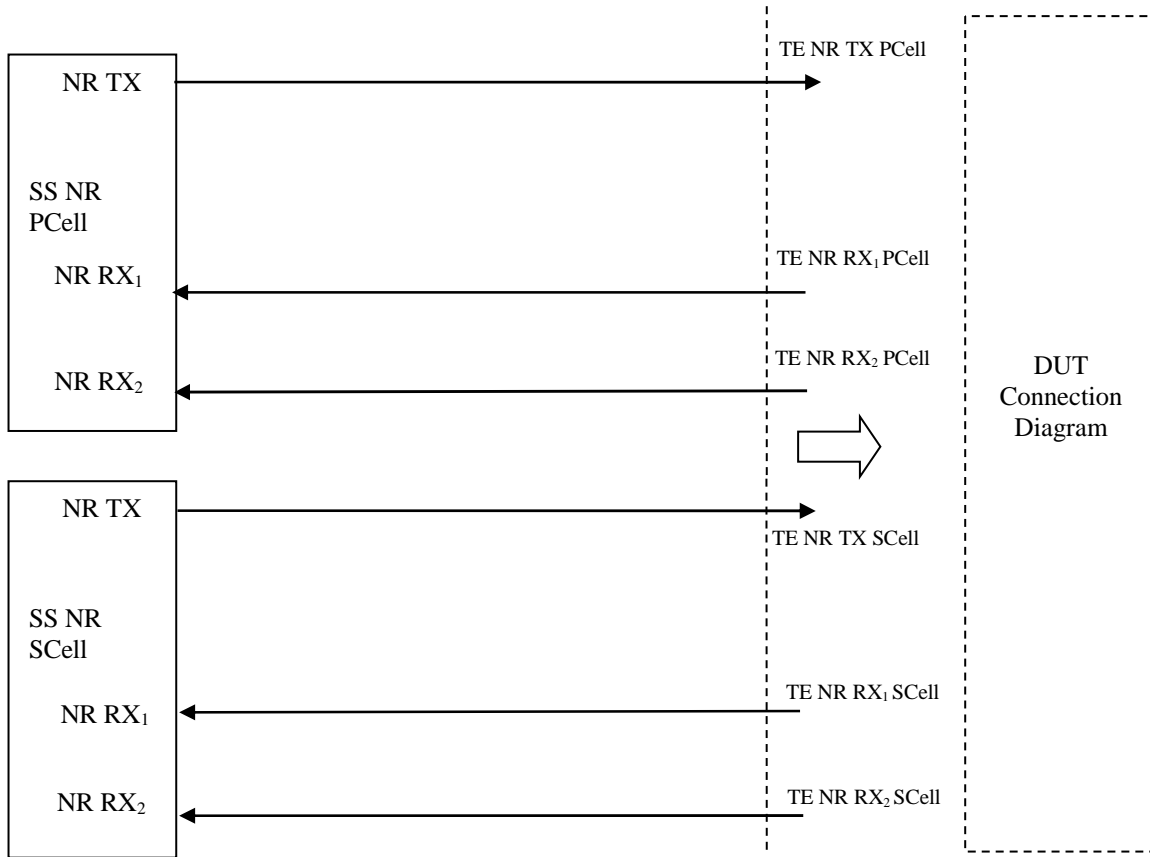 TE NR TX PCell
NR TX
SS NR
PCell
TE NR RX₁ PCell
NR RX₁
TE NR RX₂ PCell
NR RX₂
DUT
Connection
Diagram
NR TX
TE NR TX SCell
SS NR
SCell
TE NR RX₁ SCell
NR RX₁
TE NR RX₂ SCell
NR RX₂